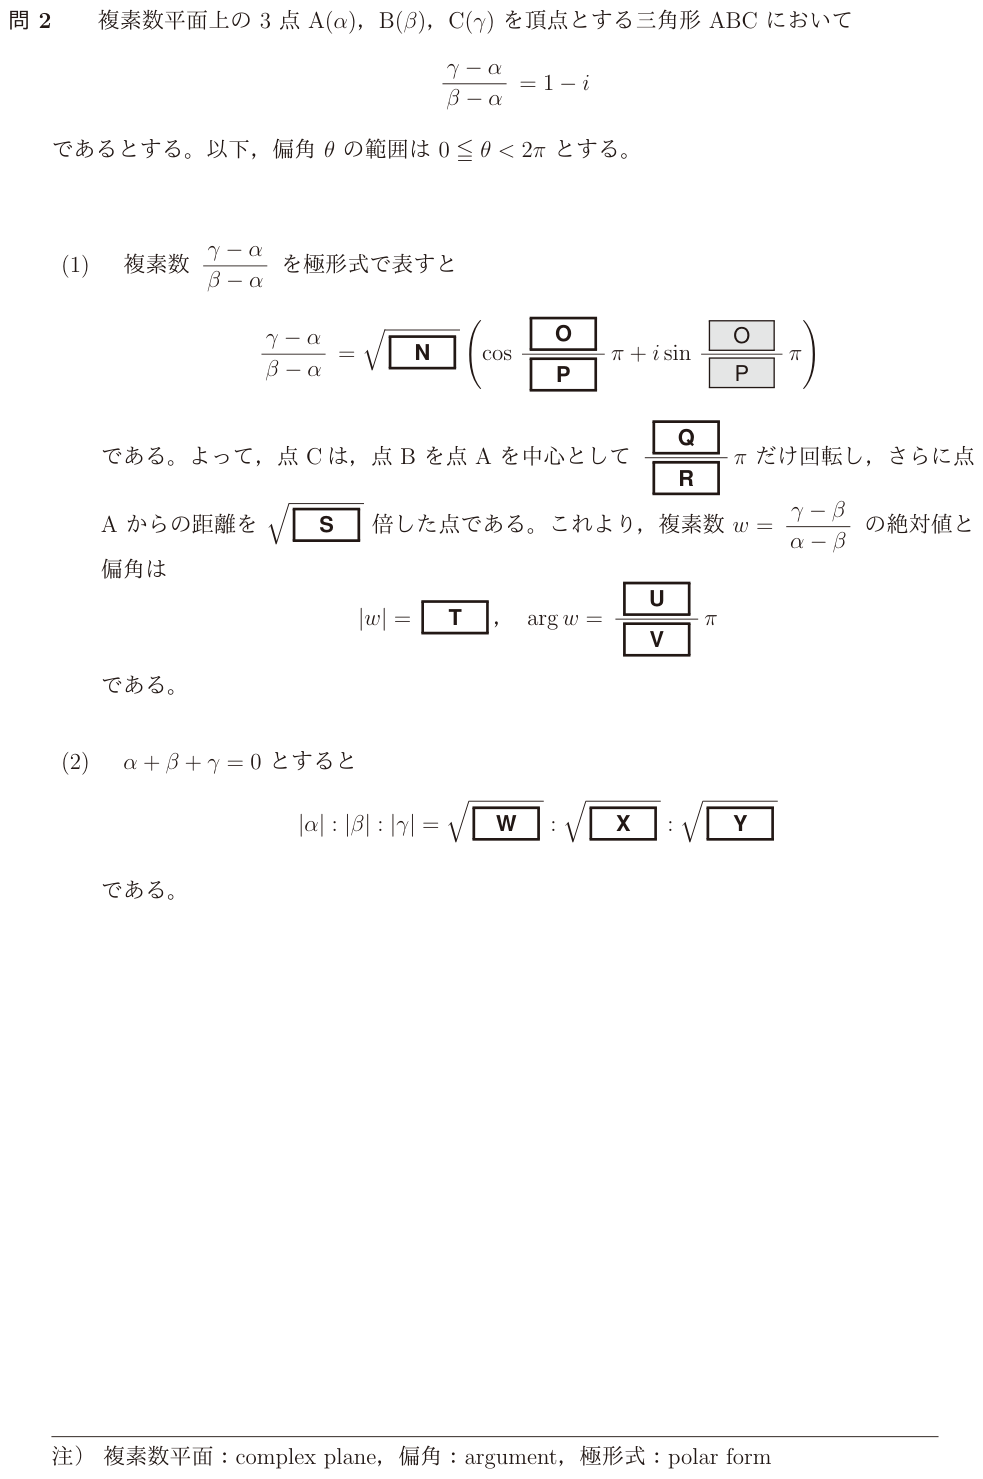 問 2 複素数平面上の 3 点 A(α)，B(β)，C(γ) を頂点とする三角形 ABC において
(γ − α)/(β − α) = 1 − i
であるとする。以下，偏角 θ の範囲は 0 ≦ θ < 2π とする。
(1) 複素数 (γ − α)/(β − α) を極形式で表すと
(γ − α)/(β − α) = √N (cos O/P π + i sin O/P π)
である。よって，点 C は，点 B を点 A を中心として Q/R π だけ回転し，さらに点
A からの距離を √S 倍した点である。これより，複素数 w = (γ − β)/(α − β) の絶対値と
偏角は
|w| = T， arg w = U/V π
である。
(2) α + β + γ = 0 とすると
|α| : |β| : |γ| = √W : √X : √Y
である。
注） 複素数平面：complex plane，偏角：argument，極形式：polar form